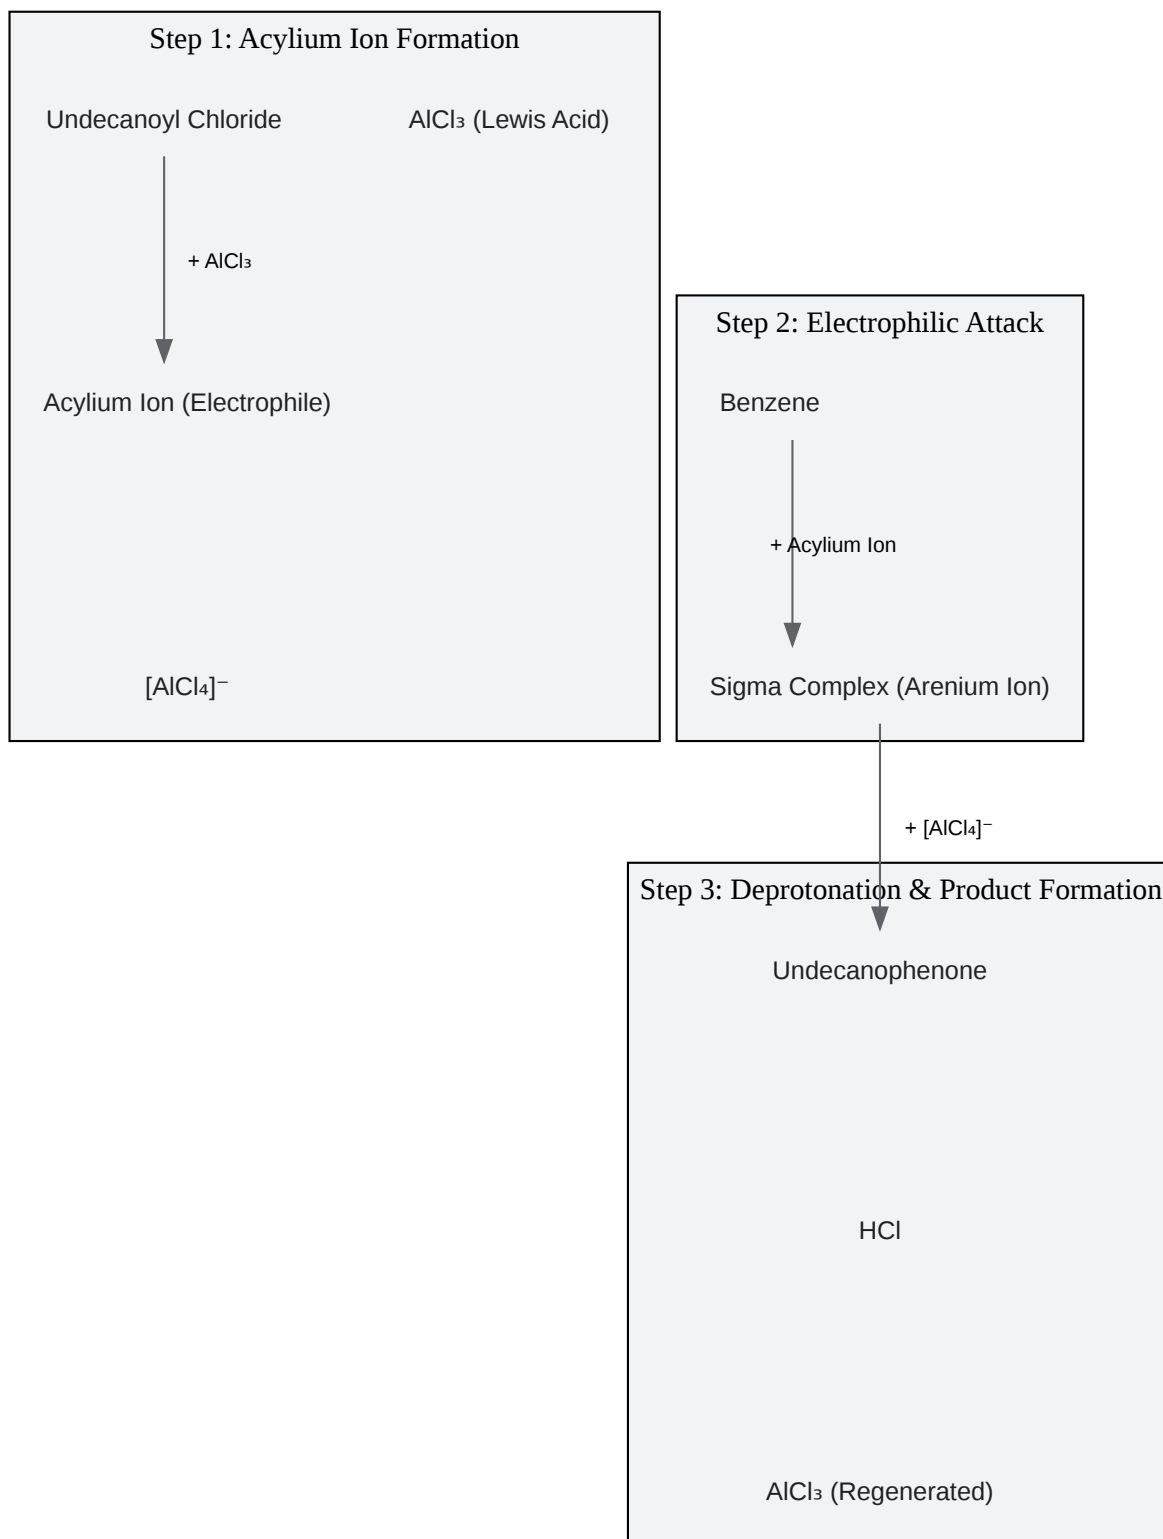 Step 1: Acylium Ion Formation
Undecanoyl Chloride
AlCl₃ (Lewis Acid)
+ AlCl₃
Acylium Ion (Electrophile)
[AlCl₄]⁻
Step 2: Electrophilic Attack
Benzene
+ Acylium Ion
Sigma Complex (Arenium Ion)
+ [AlCl₄]⁻
Step 3: Deprotonation & Product Formation
Undecanophenone
HCl
AlCl₃ (Regenerated)